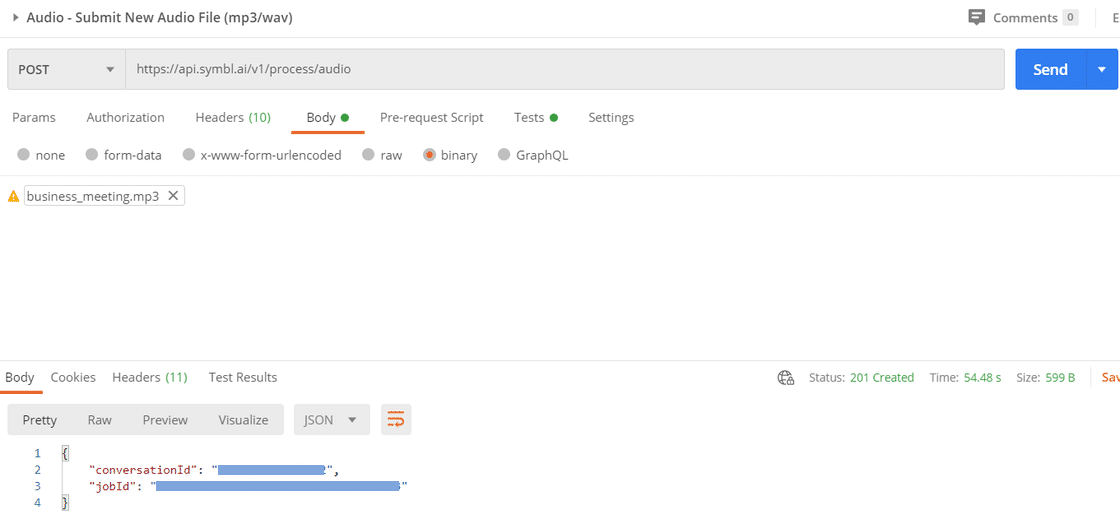 Audio - Submit New Audio File (mp3/wav)
Comments 0
E
POST https://api.symbl.ai/v1/process/audio Send
Params Authorization Headers (10) Body Pre-request Script Tests Settings
none form-data x-www-form-urlencoded raw binary GraphQL
business_meeting.mp3
Body Cookies Headers (11) Test Results Status: 201 Created Time: 54.48 s Size: 599 B Sav
Pretty Raw Preview Visualize JSON
1 {
2 "conversationId": "",
3 "jobId": ""
4 }